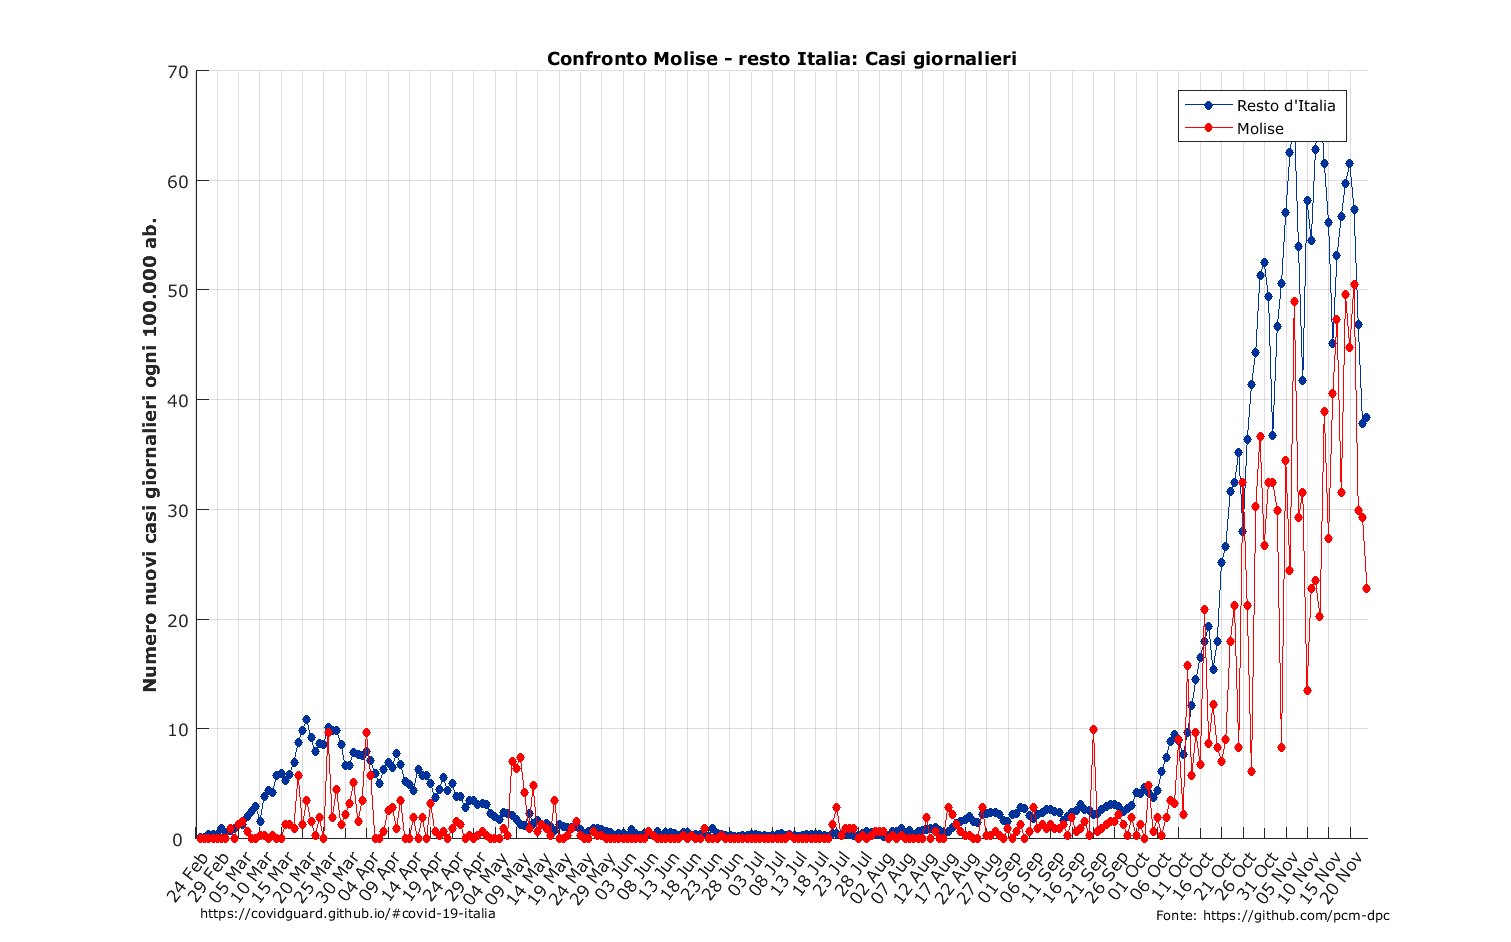 Confronto Molise - resto Italia: Casi giornalieri
Numero nuovi casi giornalieri ogni 100.000 ab.
70
60
50
40
30
20
10
0
Resto d'Italia
Molise
24 Feb
29 Feb
05 Mar
10 Mar
15 Mar
20 Mar
25 Mar
30 Mar
04 Apr
09 Apr
14 Apr
19 Apr
24 Apr
29 Apr
04 May
09 May
14 May
19 May
24 May
29 May
03 Jun
08 Jun
13 Jun
18 Jun
23 Jun
28 Jun
03 Jul
08 Jul
13 Jul
18 Jul
23 Jul
28 Jul
02 Aug
07 Aug
12 Aug
17 Aug
22 Aug
27 Aug
01 Sep
06 Sep
11 Sep
16 Sep
21 Sep
26 Sep
01 Oct
06 Oct
11 Oct
16 Oct
21 Oct
26 Oct
31 Oct
05 Nov
10 Nov
15 Nov
20 Nov
https://covidguard.github.io/#covid-19-italia
Fonte: https://github.com/pcm-dpc